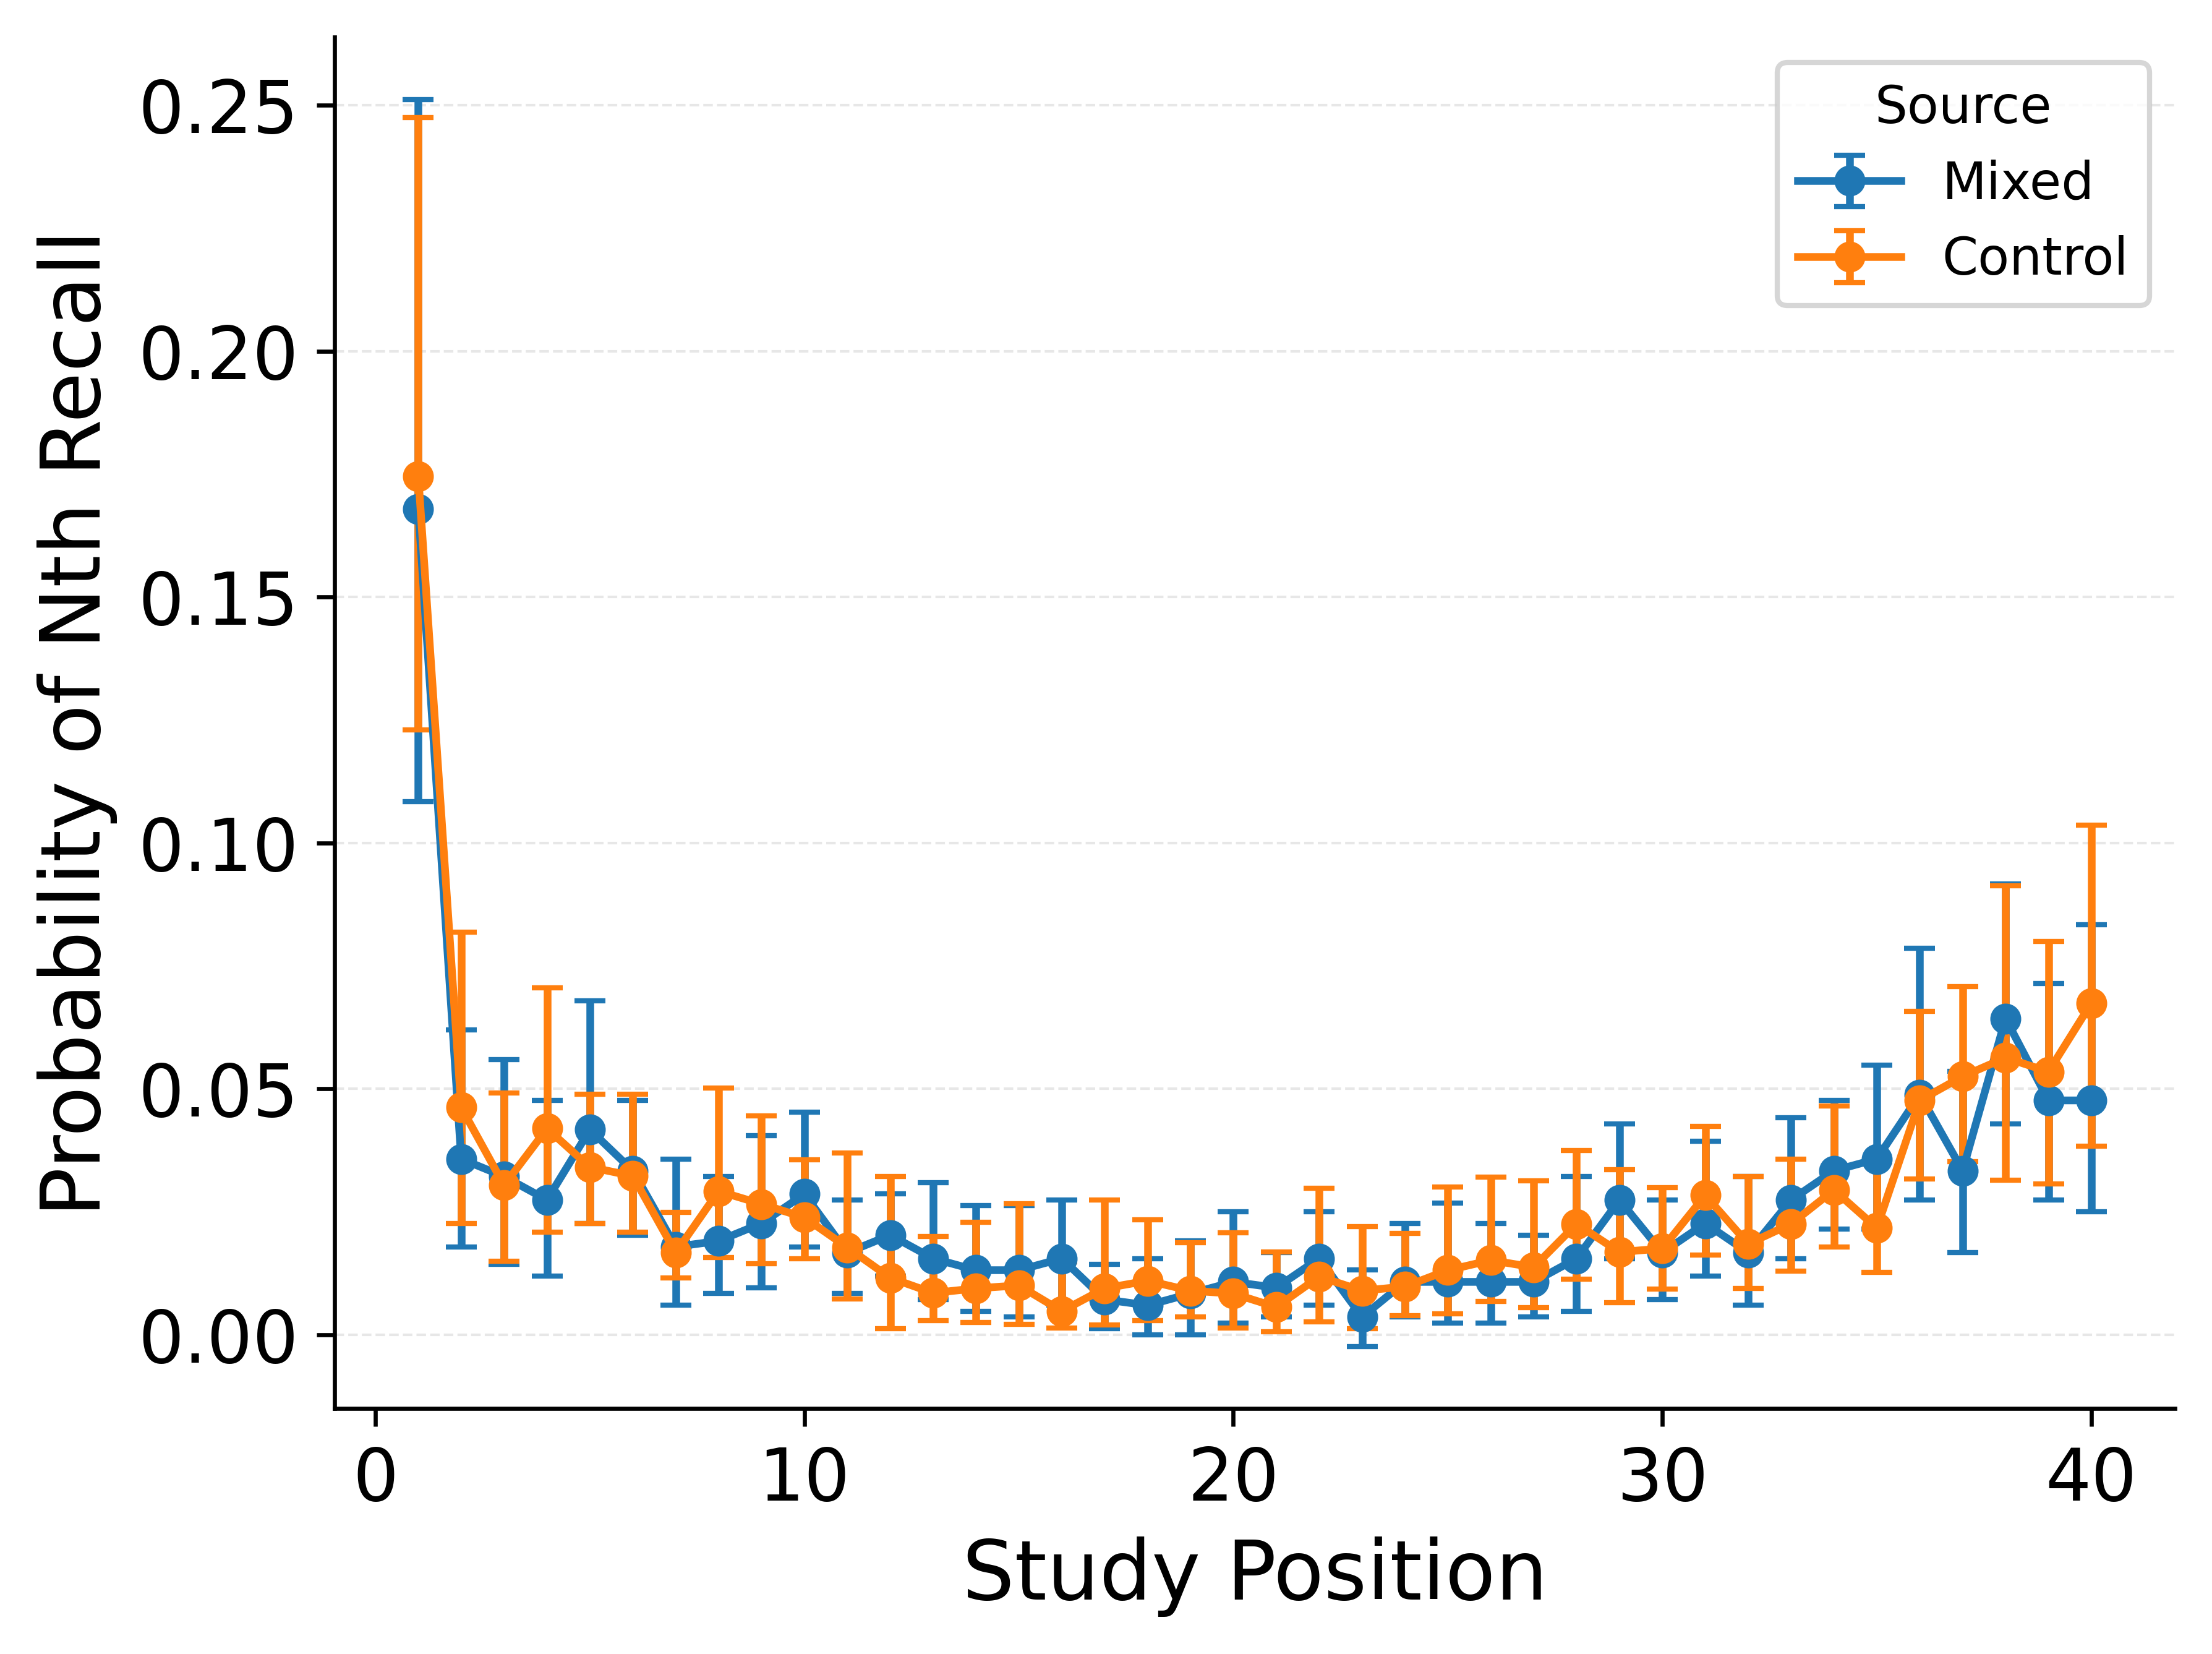 Probability of Nth Recall
0.25
0.20
0.15
0.10
0.05
0.00
Source
Mixed
Control
0
10
20
30
40
Study Position